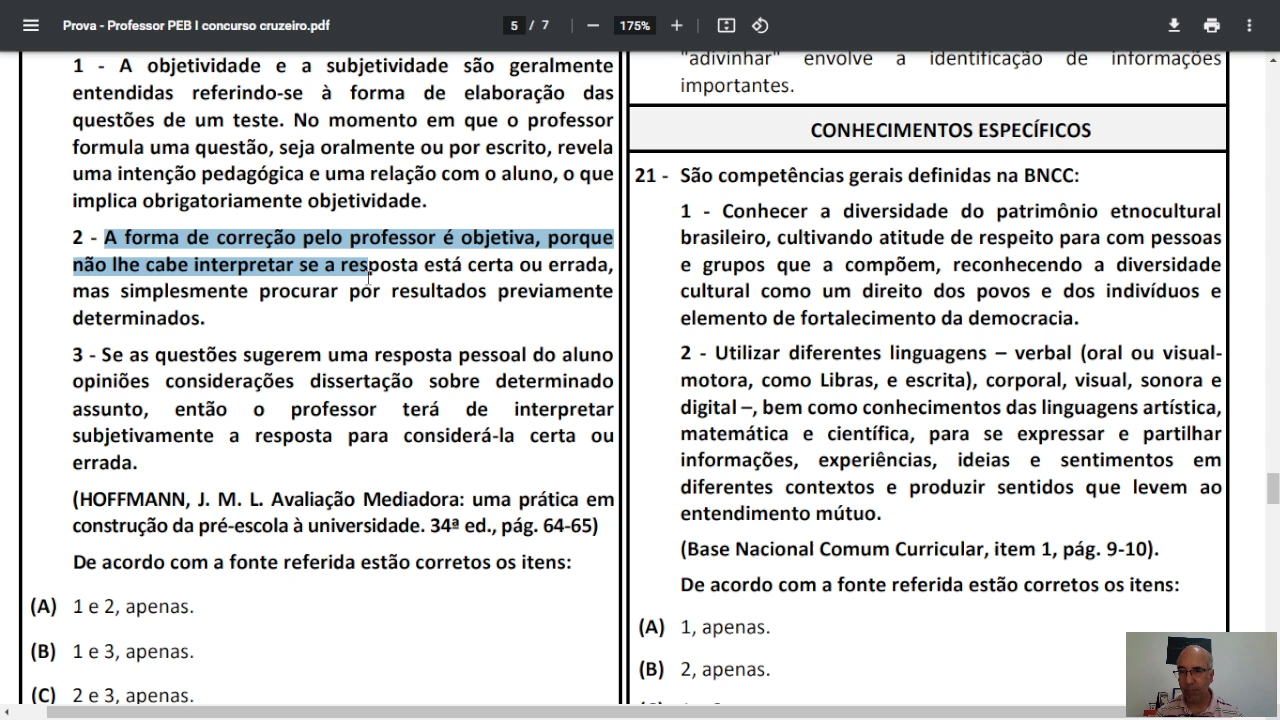 Prova - Professor PEB I concurso cruzeiro.pdf
5 / 7
175%
1 - A objetividade e a subjetividade são geralmente
entendidas referindo-se à forma de elaboração das
questões de um teste. No momento em que o professor
formula uma questão, seja oralmente ou por escrito, revela
uma intenção pedagógica e uma relação com o aluno, o que
implica obrigatoriamente objetividade.
2 - A forma de correção pelo professor é objetiva, porque
não lhe cabe interpretar se a resposta está certa ou errada,
mas simplesmente procurar por resultados previamente
determinados.
3 - Se as questões sugerem uma resposta pessoal do aluno
opiniões considerações dissertação sobre determinado
assunto, então o professor terá de interpretar
subjetivamente a resposta para considerá-la certa ou
errada.
(HOFFMANN, J. M. L. Avaliação Mediadora: uma prática em
construção da pré-escola à universidade. 34ª ed., pág. 64-65)
De acordo com a fonte referida estão corretos os itens:
(A) 1 e 2, apenas.
(B) 1 e 3, apenas.
(C) 2 e 3, apenas.
"adivinhar" envolve a identificação de informações
importantes.
CONHECIMENTOS ESPECÍFICOS
21 - São competências gerais definidas na BNCC:
1 - Conhecer a diversidade do patrimônio etnocultural
brasileiro, cultivando atitude de respeito para com pessoas
e grupos que a compõem, reconhecendo a diversidade
cultural como um direito dos povos e dos indivíduos e
elemento de fortalecimento da democracia.
2 - Utilizar diferentes linguagens – verbal (oral ou visual-
motora, como Libras, e escrita), corporal, visual, sonora e
digital –, bem como conhecimentos das linguagens artística,
matemática e científica, para se expressar e partilhar
informações, experiências, ideias e sentimentos em
diferentes contextos e produzir sentidos que levem ao
entendimento mútuo.
(Base Nacional Comum Curricular, item 1, pág. 9-10).
De acordo com a fonte referida estão corretos os itens:
(A) 1, apenas.
(B) 2, apenas.